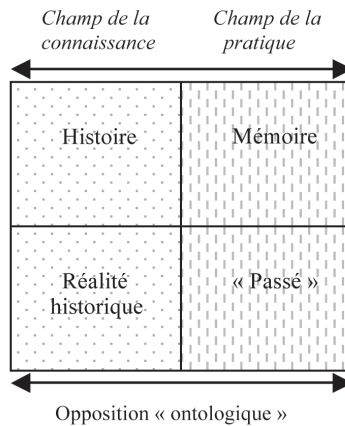 Champ de la Champ de la
connaissance pratique
Histoire Mémoire
Réalité « Passé »
historique
Opposition « ontologique »